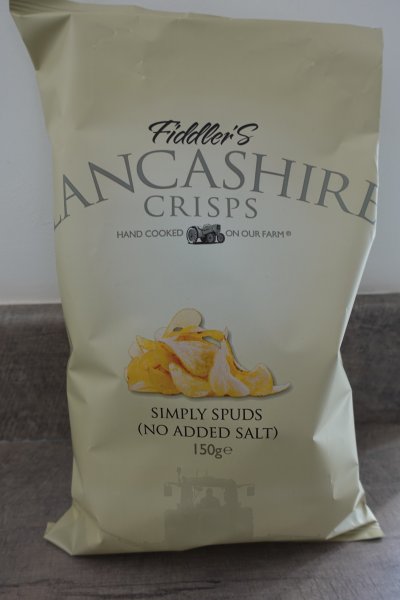 Fiddler's
LANCASHIRE
CRISPS
HAND COOKED ON OUR FARM®
SIMPLY SPUDS
(NO ADDED SALT)
150g℮